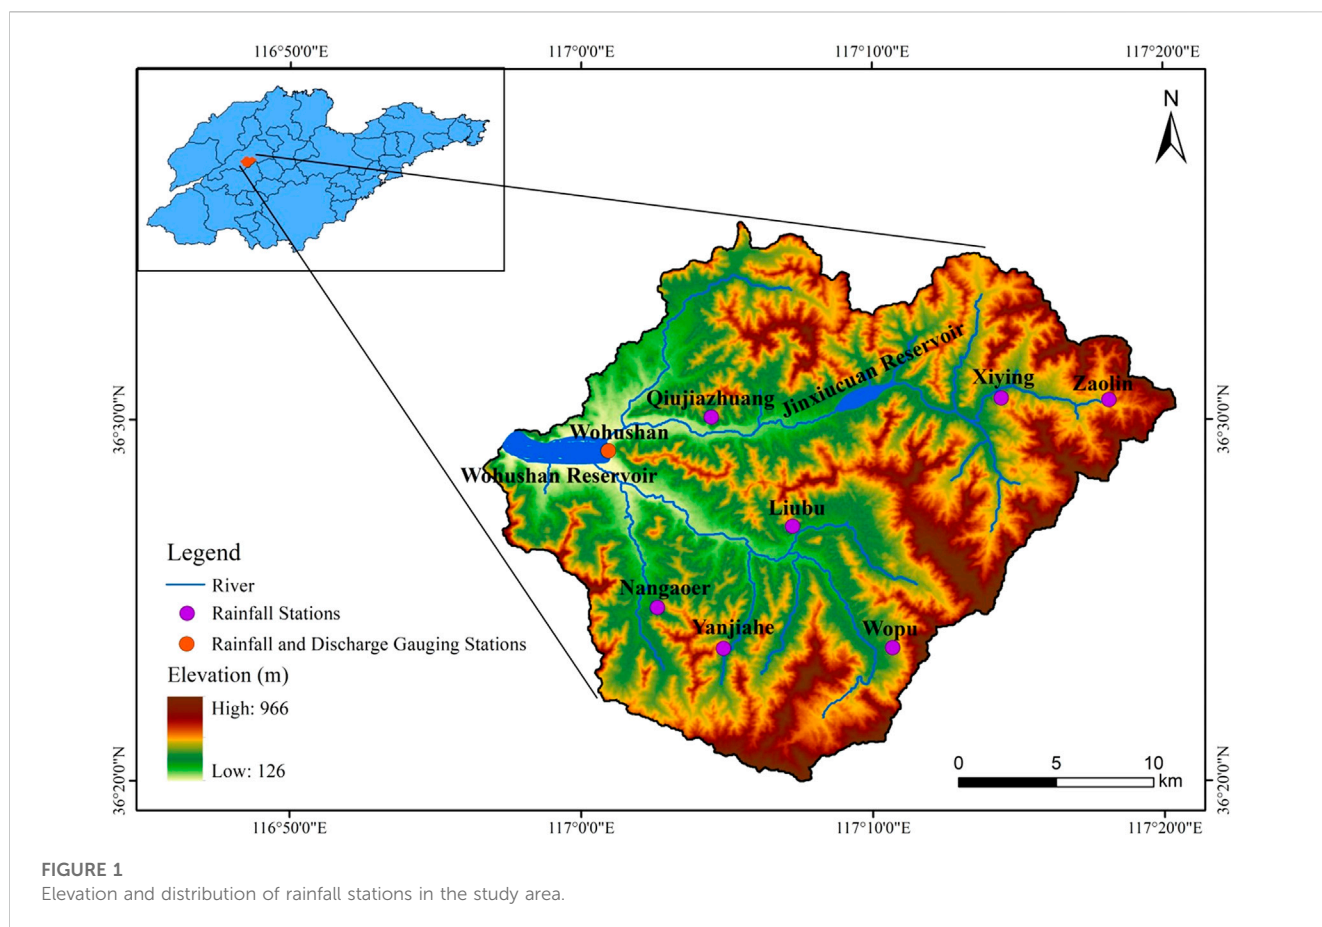 116°50'0"E
117°0'0"E
117°10'0"E
117°20'0"E
N
Jinxiucuan Reservoir
Xiying
Zaolin
Qiujiazhuang
36°30'0"N
36°30'0"N
Wohushan
Wohushan Reservoir
Liubu
Nangaoer
Yanjiahe
Wopu
Legend
River
Rainfall Stations
Rainfall and Discharge Gauging Stations
Elevation (m)
High: 966
Low: 126
0 5 10
km
36°20'0"N
36°20'0"N
116°50'0"E
117°0'0"E
117°10'0"E
117°20'0"E
FIGURE 1
Elevation and distribution of rainfall stations in the study area.